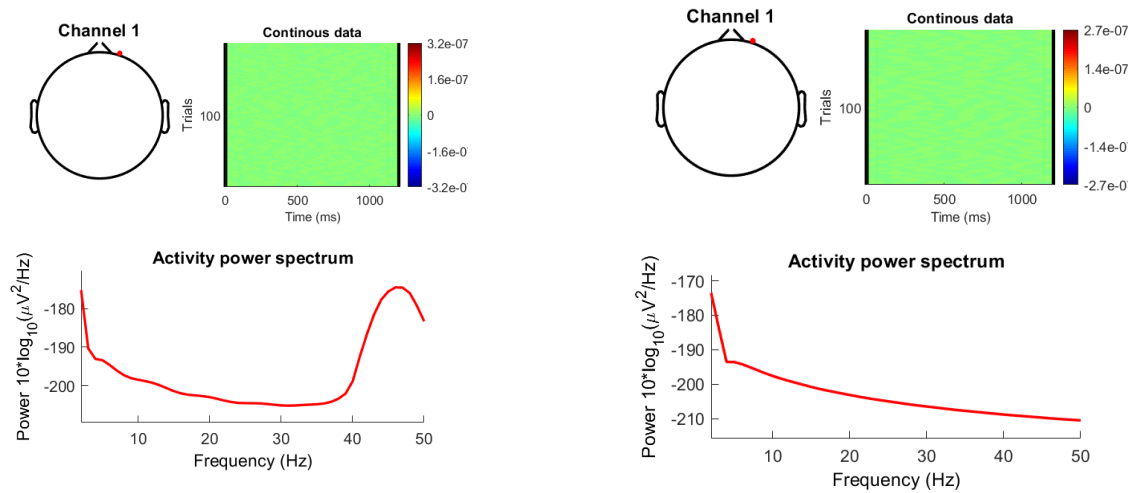 Channel 1
Continous data
Trials
100
0
500
1000
Time (ms)
3.2e-07
1.6e-07
0
-1.6e-0
-3.2e-0
Activity power spectrum
Power 10*log10(μV2/Hz)
-180
-190
-200
10
20
30
40
50
Frequency (Hz)
Channel 1
Continous data
Trials
100
0
500
1000
Time (ms)
2.7e-0
1.4e-0
0
-1.4e-0
-2.7e-0
Activity power spectrum
Power 10*log10(μV2/Hz)
-170
-180
-190
-200
-210
10
20
30
40
50
Frequency (Hz)